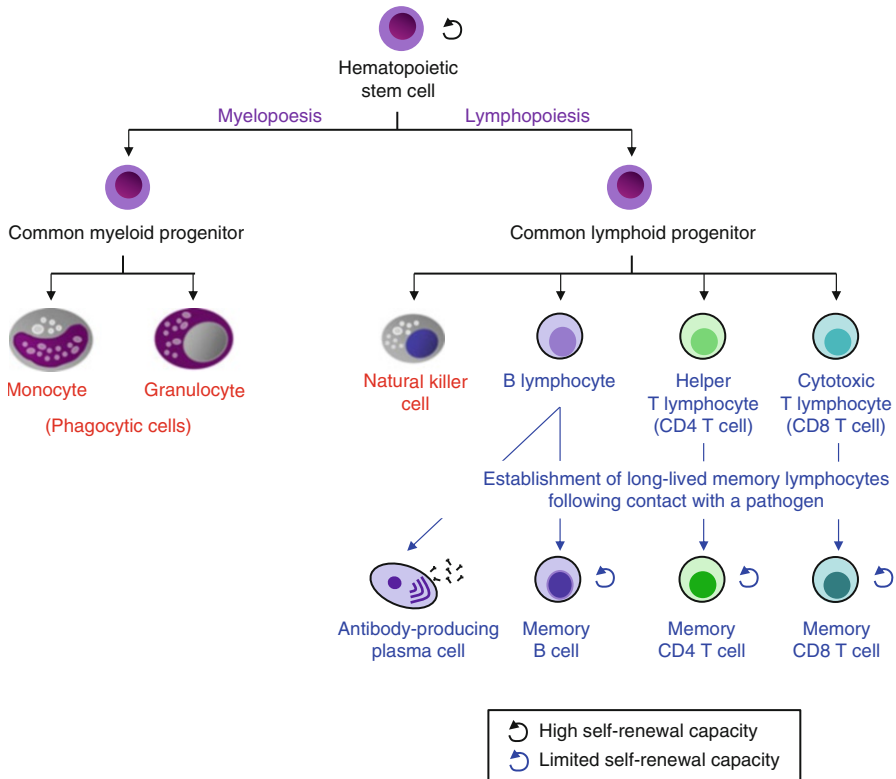 Hematopoietic
stem cell
Myelopoesis
Lymphopoiesis
Common myeloid progenitor
Common lymphoid progenitor
Monocyte
Granulocyte
(Phagocytic cells)
Natural killer
cell
B lymphocyte
Helper
T lymphocyte
(CD4 T cell)
Cytotoxic
T lymphocyte
(CD8 T cell)
Establishment of long-lived memory lymphocytes
following contact with a pathogen
Antibody-producing
plasma cell
Memory
B cell
Memory
CD4 T cell
Memory
CD8 T cell
High self-renewal capacity
Limited self-renewal capacity